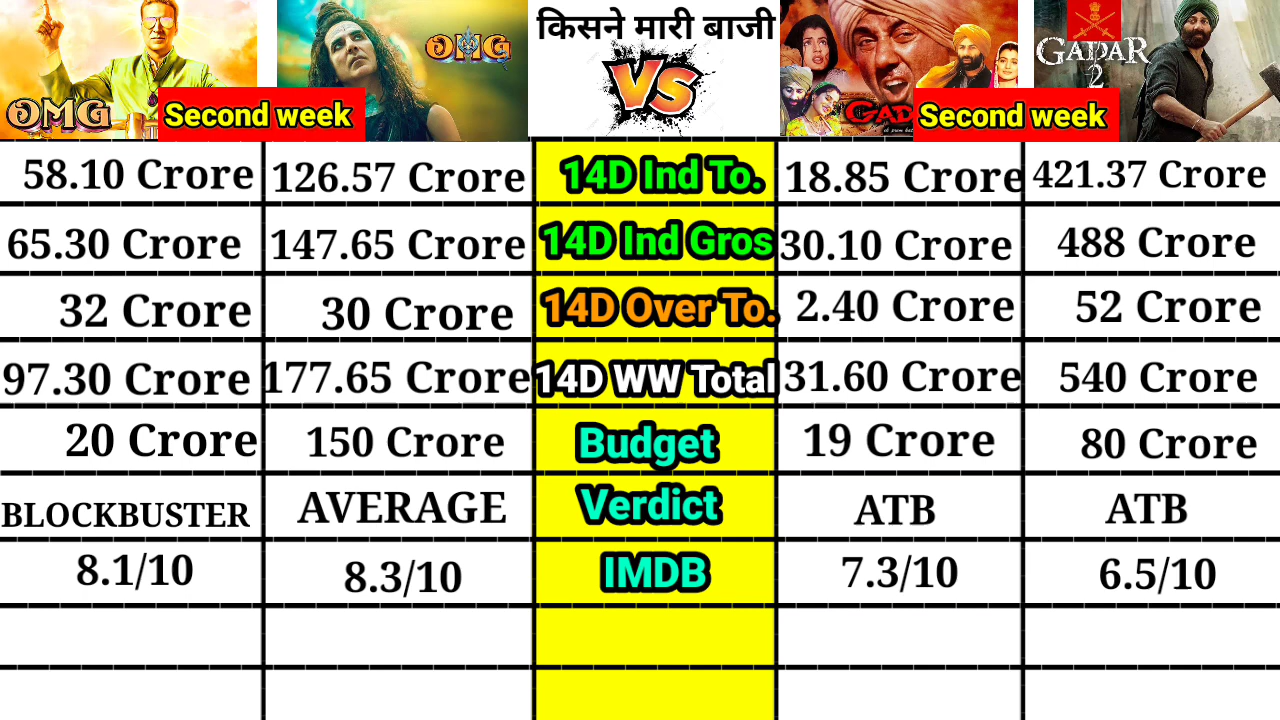 किसने मारी बाजी
OMG
Second week
OMG
VS
GAD
Second week
GADAR
2
58.10 Crore 126.57 Crore 14D Ind To. 18.85 Crore 421.37 Crore
65.30 Crore 147.65 Crore 14D Ind Gros 30.10 Crore 488 Crore
32 Crore 30 Crore 14D Over To. 2.40 Crore 52 Crore
97.30 Crore 177.65 Crore 14D WW Total 31.60 Crore 540 Crore
20 Crore 150 Crore Budget 19 Crore 80 Crore
BLOCKBUSTER AVERAGE Verdict ATB ATB
8.1/10 8.3/10 IMDB 7.3/10 6.5/10